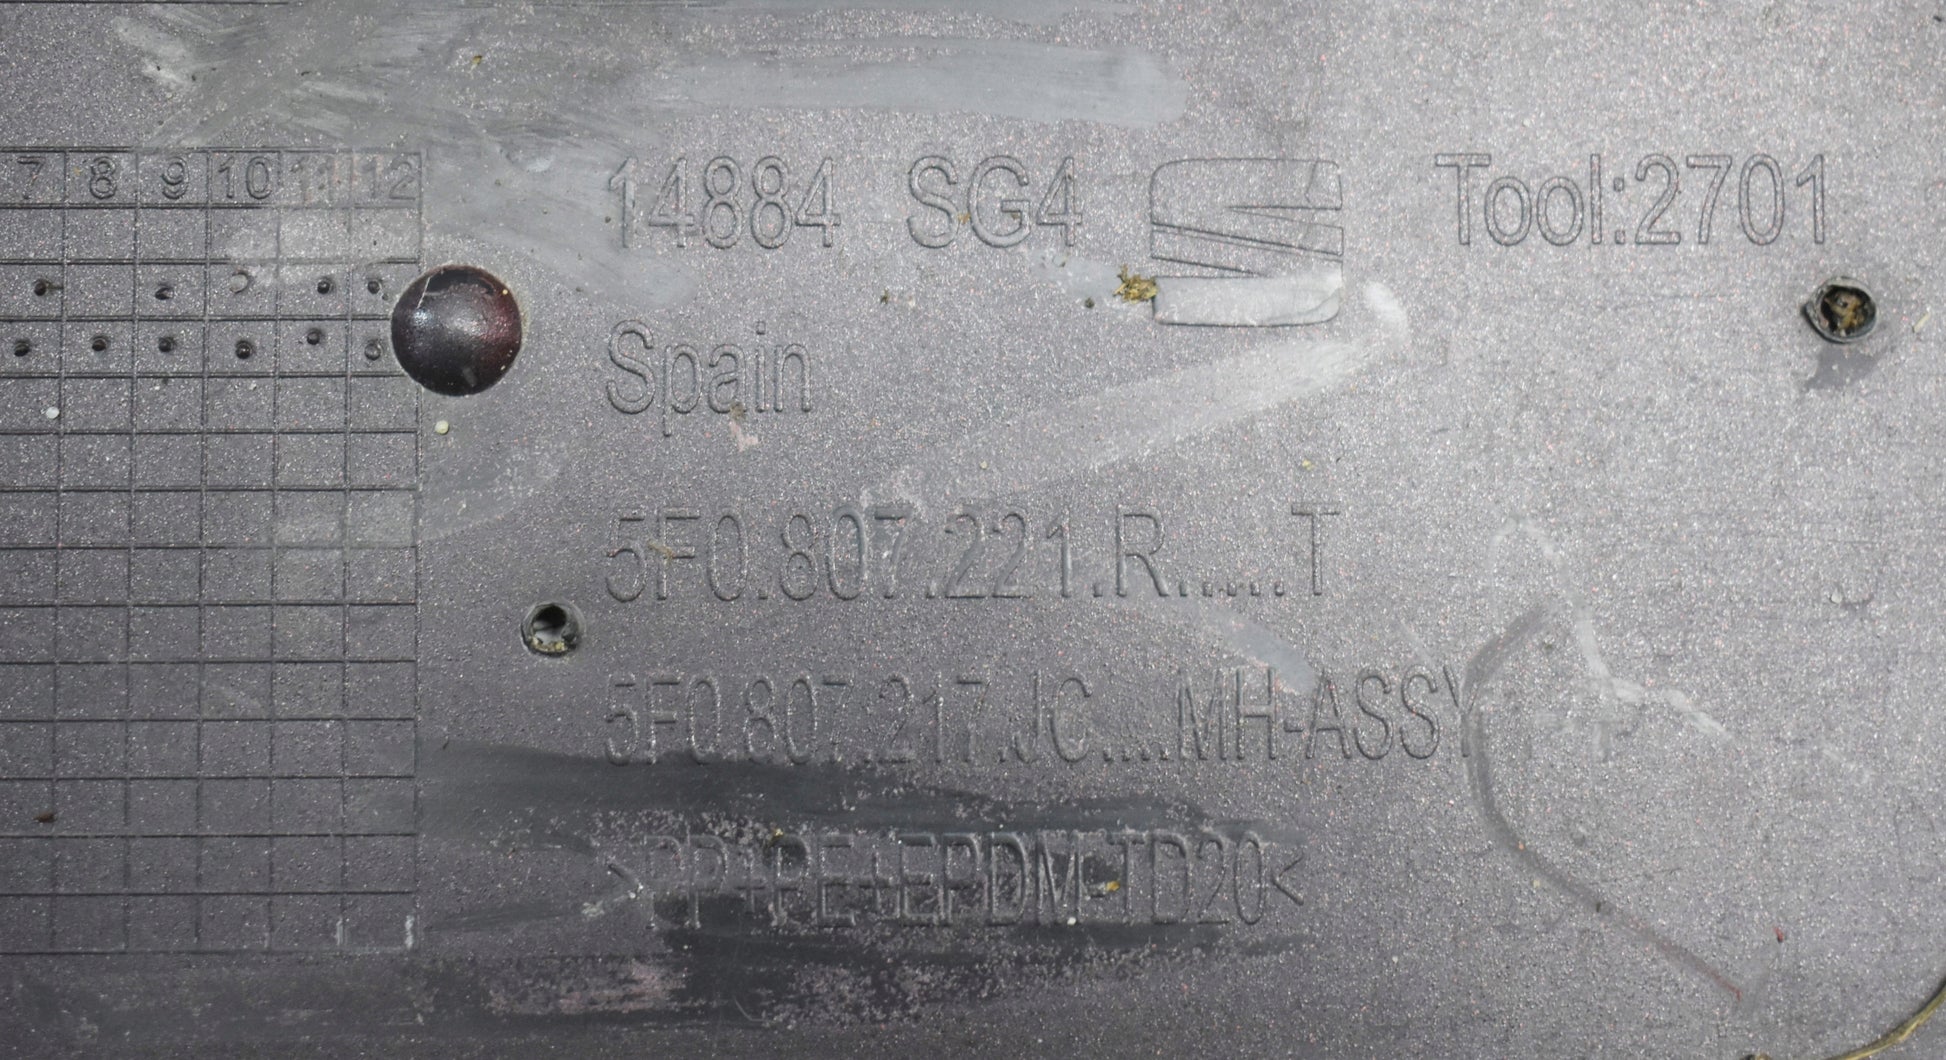 7 8 9 10 11 12
14884 SG4 Tool:2701
Spain
5F0.807.221.R.....T
5F0.807.217.JC....MH-ASSY
>PP+PE+EPDM-TD20<